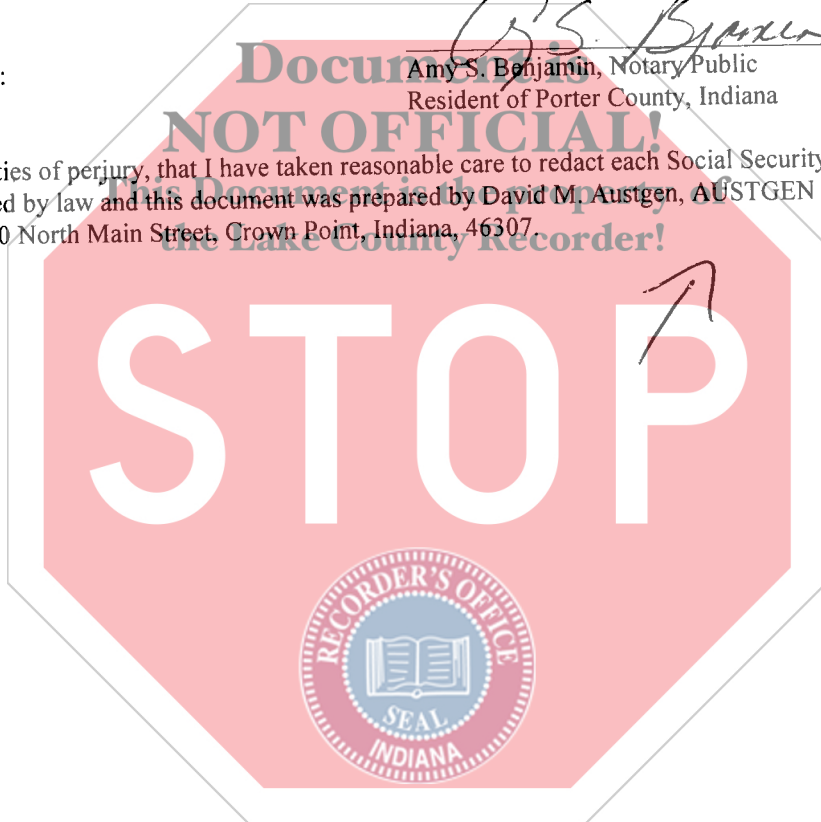 Document is
Amy S. Benjamin, Notary Public
:
Resident of Porter County, Indiana
NOT OFFICIAL!
ties of perjury, that I have taken reasonable care to redact each Social Security
This Document is the property of
ed by law and this document was prepared by David M. Austgen, AUSTGEN
0 North Main Street, Crown Point, Indiana, 46307.
the Lake County Recorder!
STOP
RECORDER'S OFFICE
SEAL
INDIANA